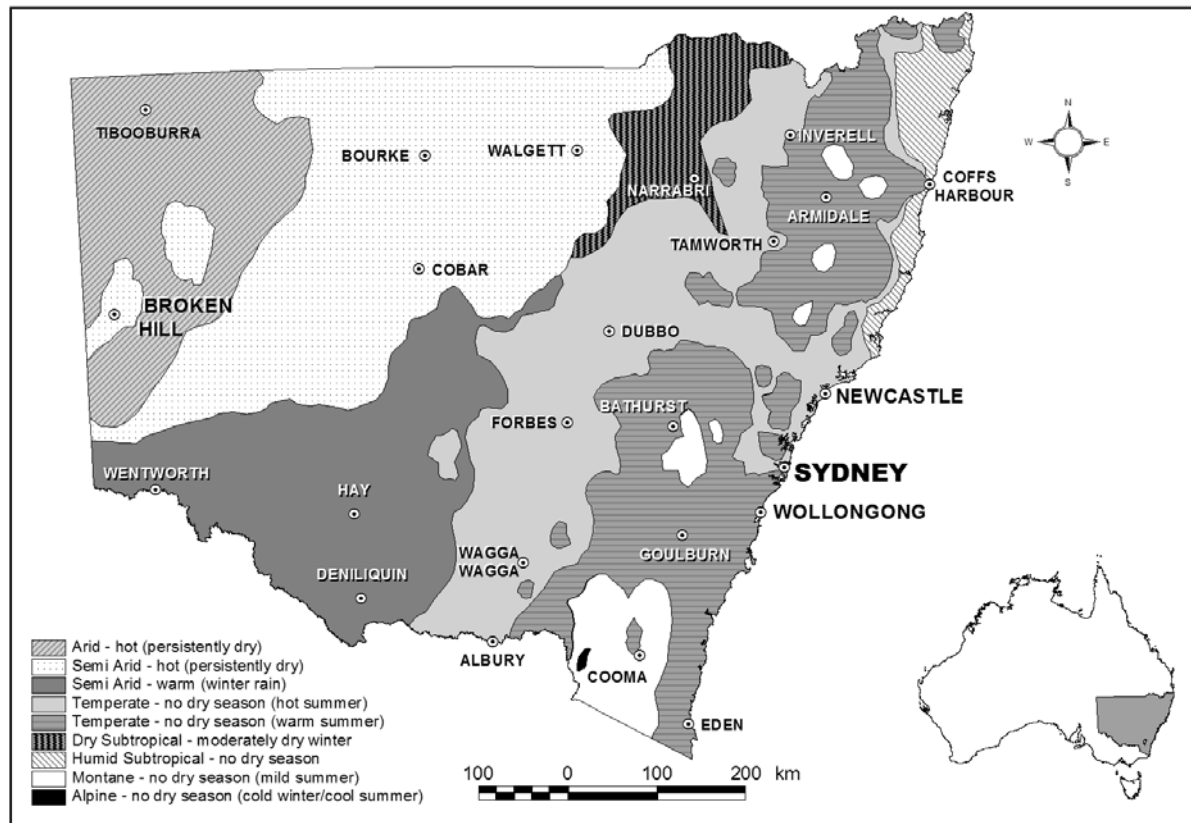 TIBOOBURRA
BOURKE
WALGETT
INVERELL
NARRABRI
COFFS
HARBOUR
ARMIDALE
TAMWORTH
COBAR
BROKEN
HILL
DUBBO
NEWCASTLE
BATHURST
FORBES
SYDNEY
WENTWORTH
HAY
WOLLONGONG
GOULBURN
WAGGA
WAGGA
DENILIQUIN
ALBURY
COOMA
EDEN
N
W E
S
Arid - hot (persistently dry)
Semi Arid - hot (persistently dry)
Semi Arid - warm (winter rain)
Temperate - no dry season (hot summer)
Temperate - no dry season (warm summer)
Dry Subtropical - moderately dry winter
Humid Subtropical - no dry season
Montane - no dry season (mild summer)
Alpine - no dry season (cold winter/cool summer)
100 0 100 200 km